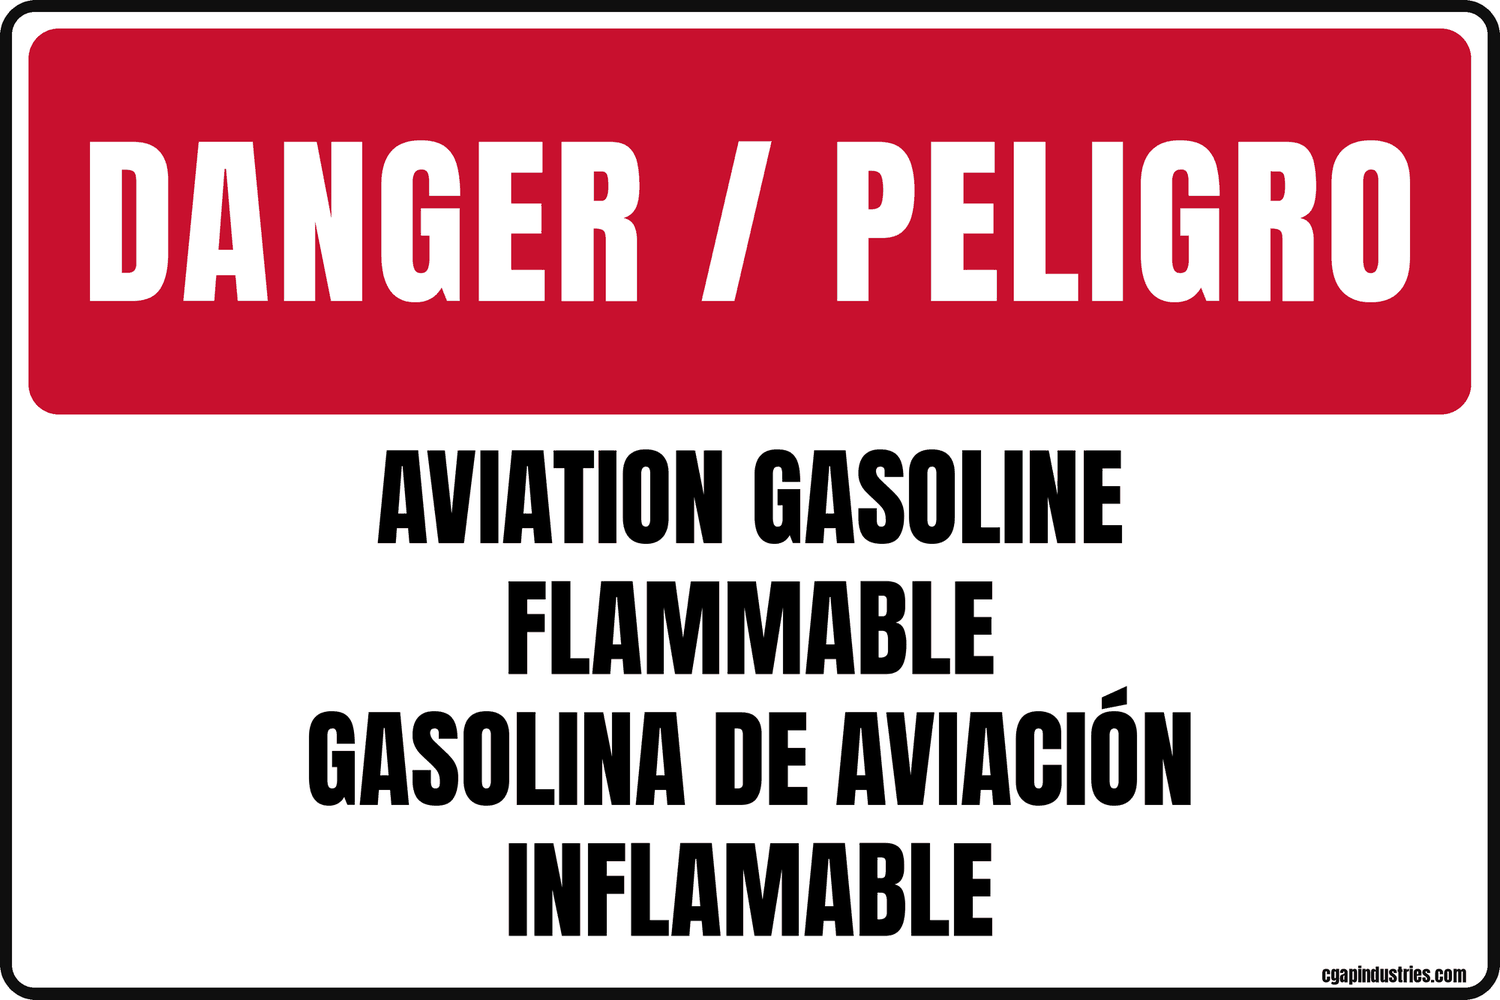 DANGER / PELIGRO
AVIATION GASOLINE
FLAMMABLE
GASOLINA DE AVIACIÓN
INFLAMABLE
cgapindustries.com